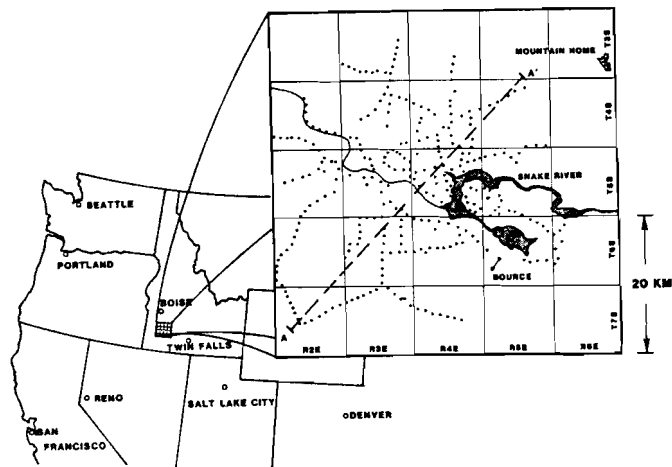 MOUNTAIN HOME
A'
T3S
T4S
SNAKE RIVER
T5S
SEATTLE
PORTLAND
SOURCE
T6S
20 KM
BOISE
TWIN FALLS
A
R2E
R3E
R4E
R5E
R6E
T7S
RENO
SALT LAKE CITY
DENVER
SAN
FRANCISCO